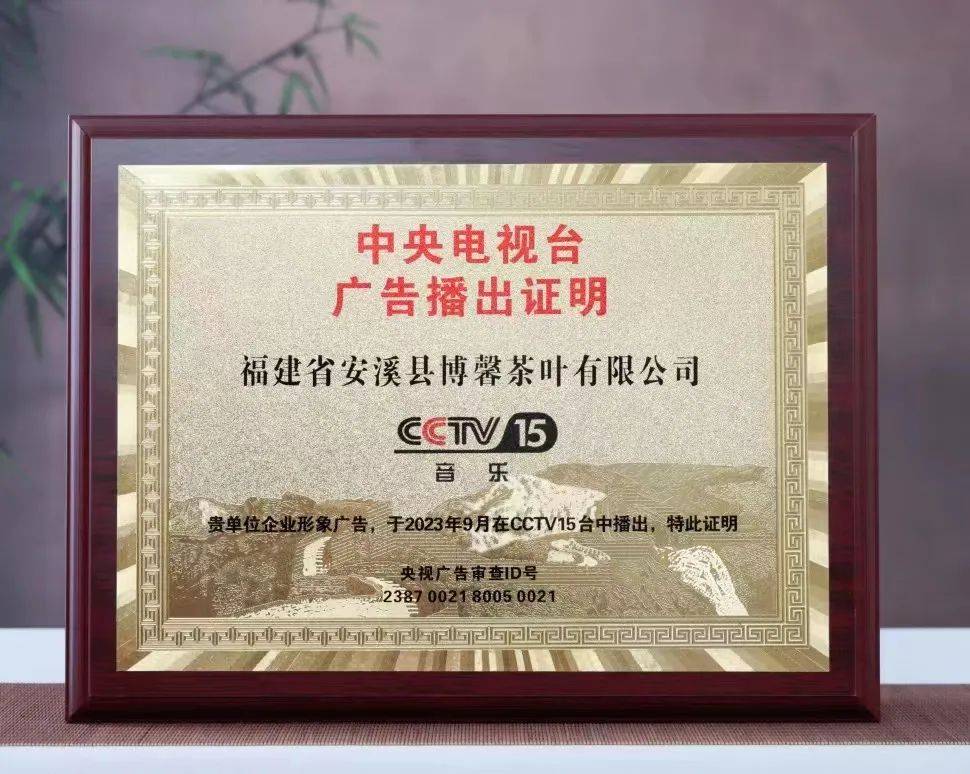 中央电视台
广告播出证明
福建省安溪县博馨茶叶有限公司
CCTV 15
音乐
贵单位企业形象广告，于2023年9月在CCTV15台中播出，特此证明
央视广告审查ID号
2387 0021 8005 0021